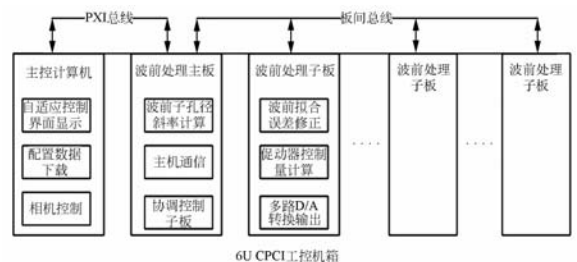 PXI总线
板间总线
主控计算机
自适应控制
界面显示
配置数据
下载
相机控制
波前处理主板
波前子孔径
斜率计算
主机通信
协调控制
子板
波前处理子板
波前拟合
误差修正
促动器控制
量计算
多路D/A
转换输出
波前处理
子板
波前处理
子板
6U CPCI工控机箱